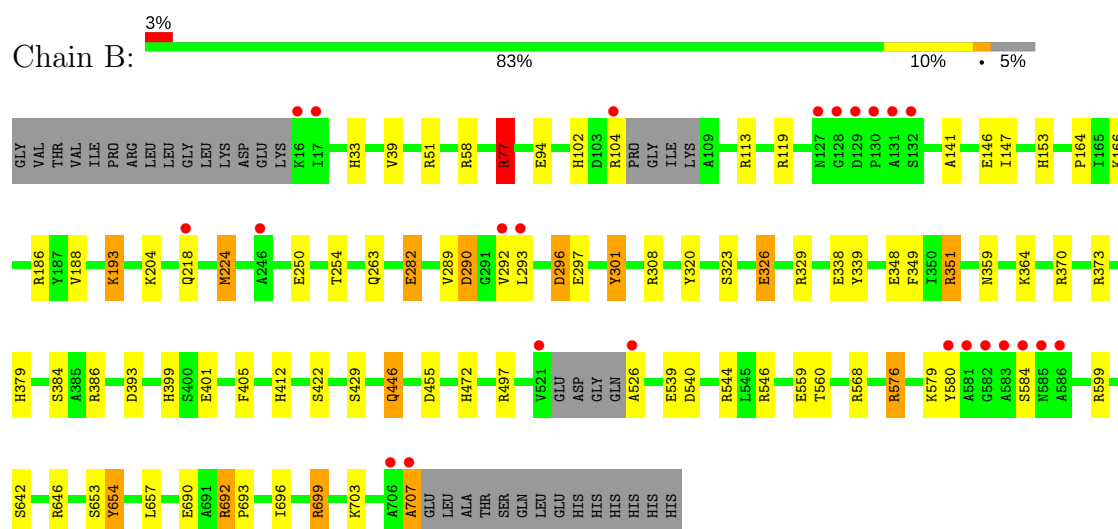 3%
Chain B:
83% 10% • 5%
GLY VAL THR VAL ILE PRO ARG LEU LEU GLY LEU LYS ASP GLU LYS K16 I17 H33 V39 R51 R58 R77 E94 H102 D103 R104 PRO GLY ILE LYS A109 R113 R119 N127 G128 D129 P130 A131 S132 A141 E146 I147 H153 P164 I165 K166
R186 Y187 V188 K193 K204 Q218 M224 A246 E250 T254 Q263 E282 V289 D290 G291 V292 L293 D296 E297 Y301 R308 Y320 S323 E326 R329 E338 Y339 E348 F349 I350 R351 N359 K364 R370 R373
H379 S384 A385 R386 D393 H399 S400 E401 F405 H412 S422 S429 Q446 D455 H472 R497 V521 GLU ASP GLY GLN A526 E539 D540 R544 L545 R546 E559 T560 R568 R576 K579 Y580 A581 G582 A583 S584 N585 A586 R599
S642 R646 S653 Y654 L657 E690 A691 R692 P693 I696 R699 K703 A706 A707 GLU LEU ALA THR SER GLN LEU GLU HIS HIS HIS HIS HIS HIS